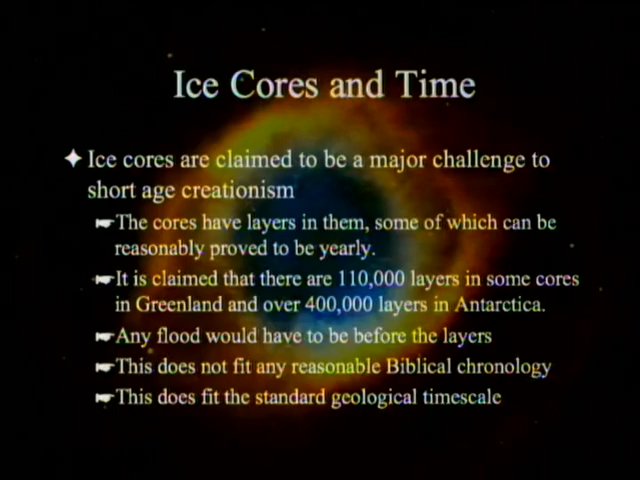 Ice Cores and Time
Ice cores are claimed to be a major challenge to
short age creationism
The cores have layers in them, some of which can be
reasonably proved to be yearly.
It is claimed that there are 110,000 layers in some cores
in Greenland and over 400,000 layers in Antarctica.
Any flood would have to be before the layers
This does not fit any reasonable Biblical chronology
This does fit the standard geological timescale